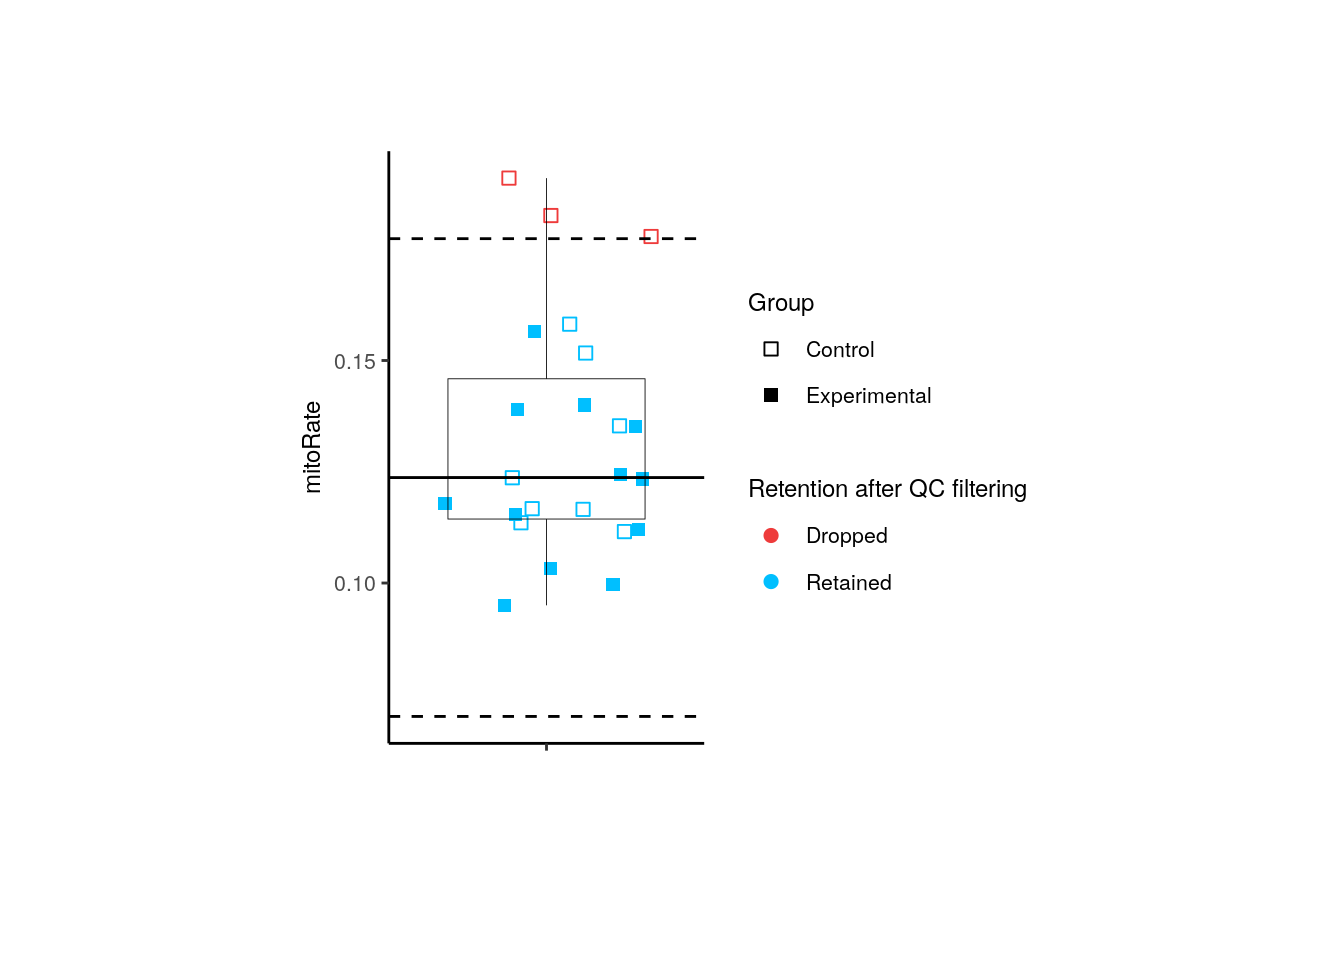 mitoRate
0.15
0.10
Group
Control
Experimental
Retention after QC filtering
Dropped
Retained